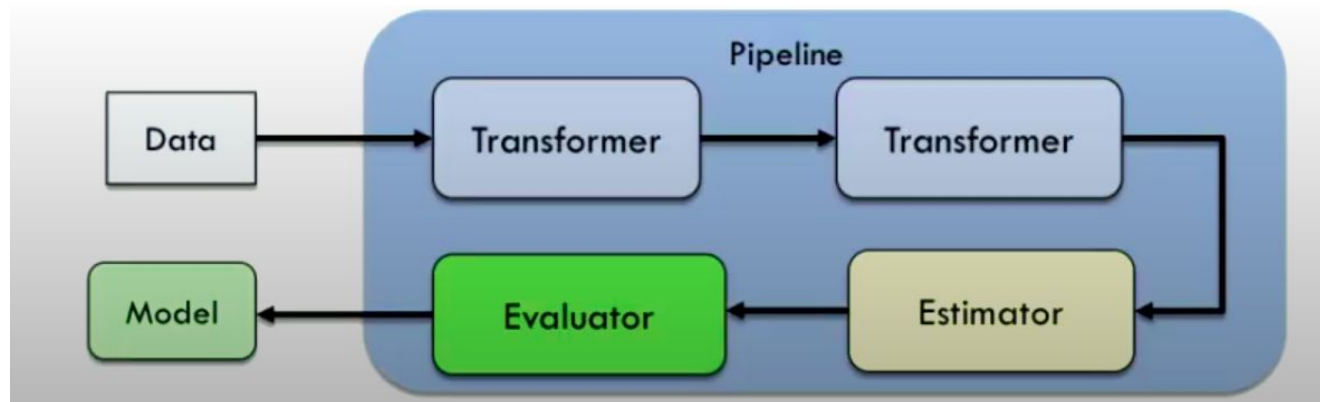 Pipeline
Data
Transformer
Transformer
Model
Evaluator
Estimator